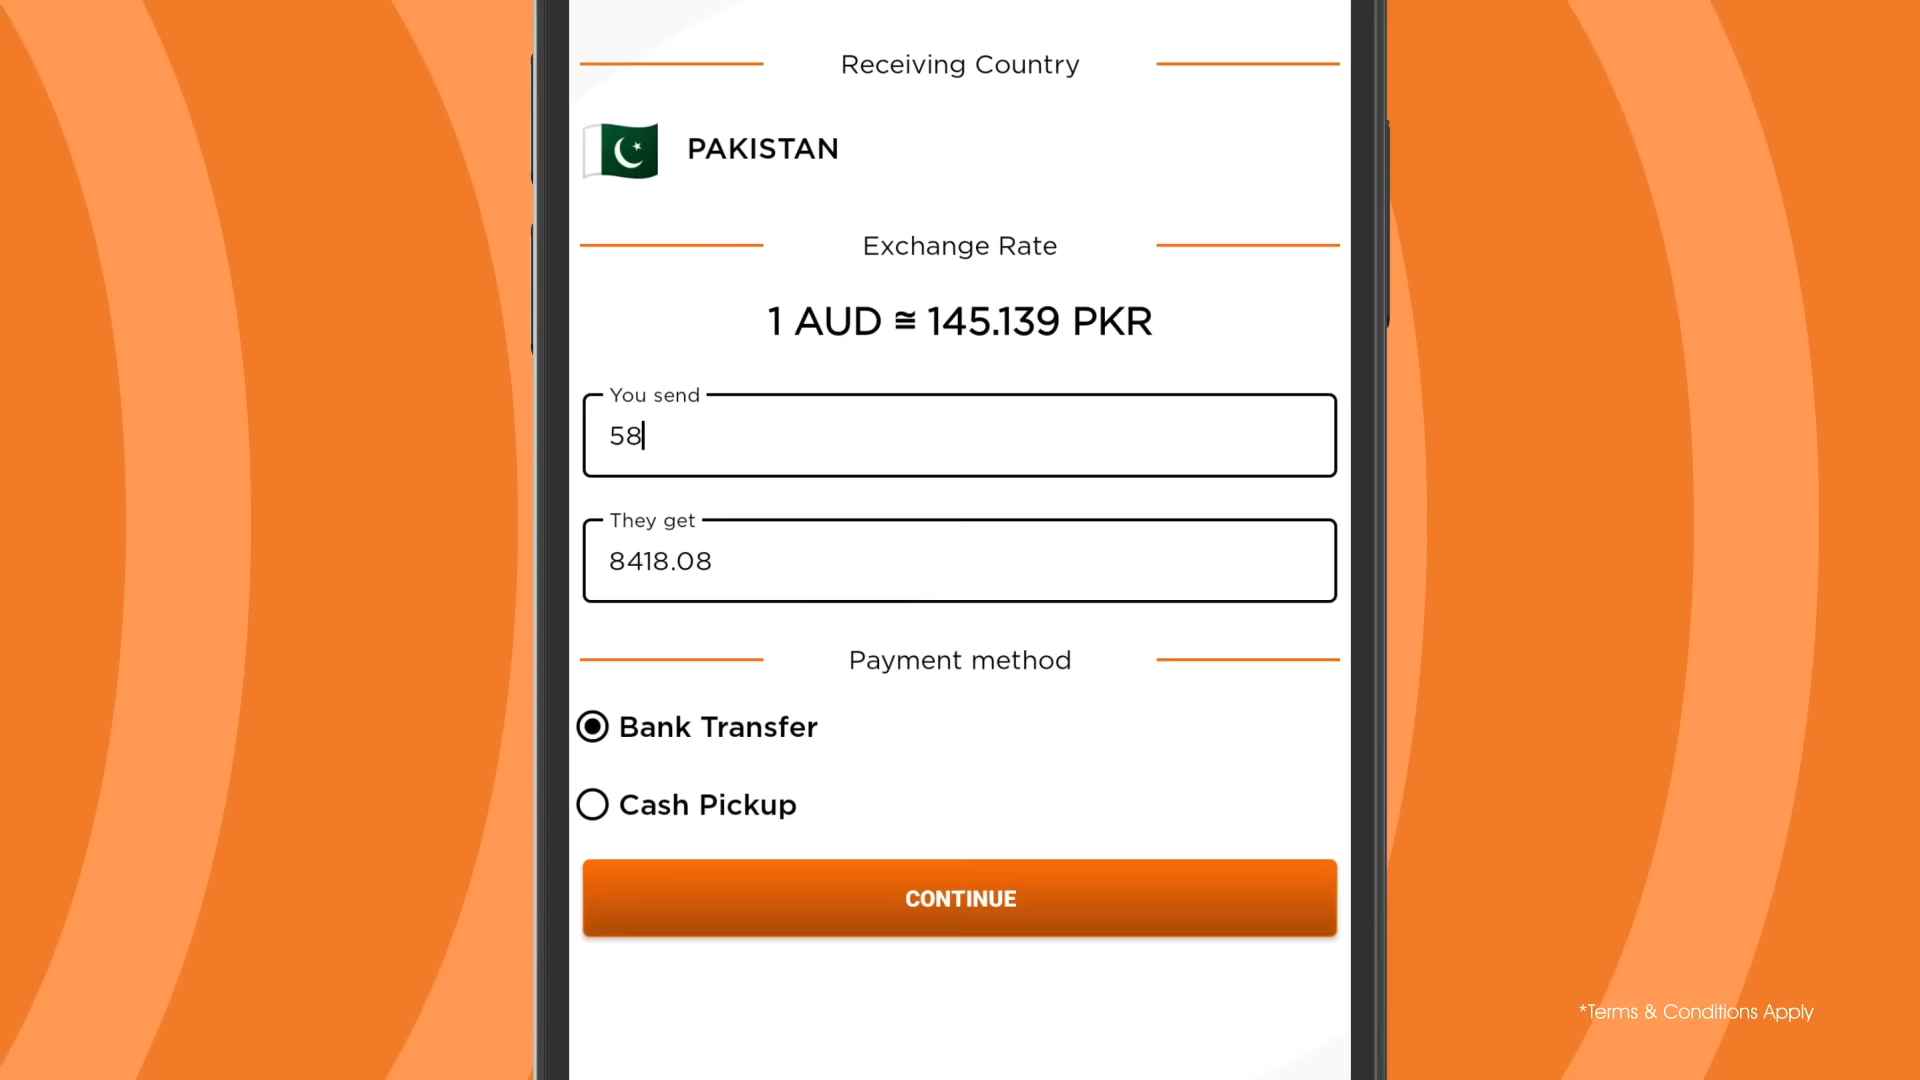 Receiving Country
PAKISTAN
Exchange Rate
1 AUD ≅ 145.139 PKR
You send
58
They get
8418.08
Payment method
Bank Transfer
Cash Pickup
CONTINUE
*Terms & Conditions Apply